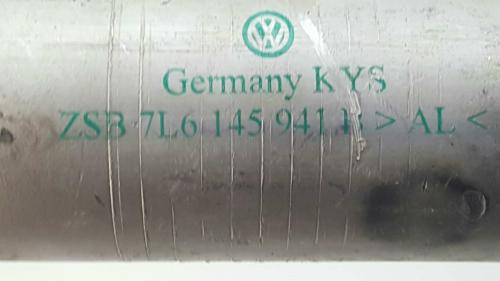 Germany KYS
ZSB 7L6 145 941 > AL <